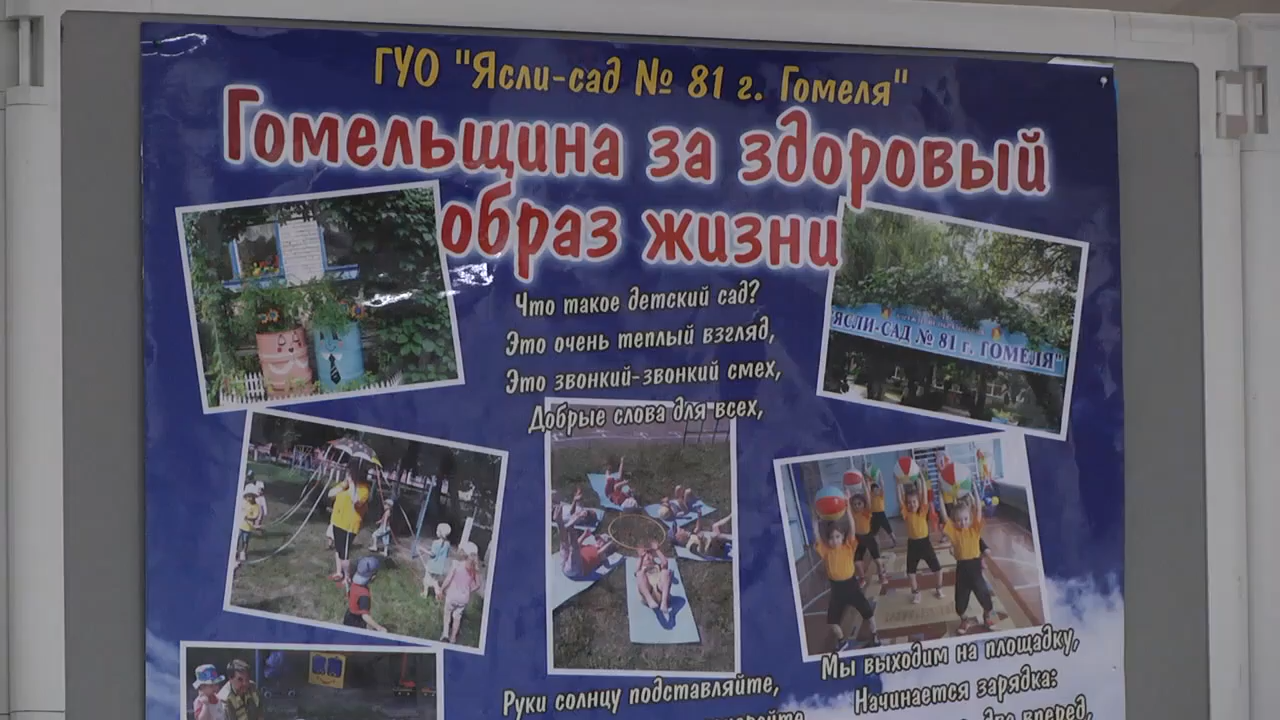 ГУО "Ясли-сад № 81 г. Гомеля"
Гомельщина за здоровый
образ жизни
Что такое детский сад?
Это очень теплый взгляд,
Это звонкий-звонкий смех,
Добрые слова для всех,
ЯСЛИ-САД № 81 г. ГОМЕЛЯ"
Руки солнцу подставляйте,
Мы выходим на площадку,
Начинается зарядка:
вперед,